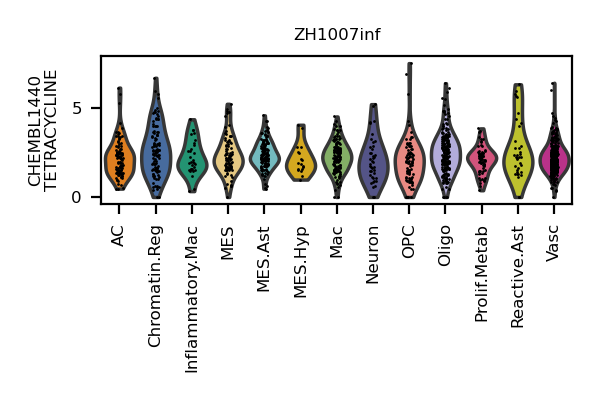 ZH1007inf
CHEMBL1440
TETRACYCLINE
5
0
AC
Chromatin.Reg
Inflammatory.Mac
MES
MES.Ast
MES.Hyp
Mac
Neuron
OPC
Oligo
Prolif.Metab
Reactive.Ast
Vasc